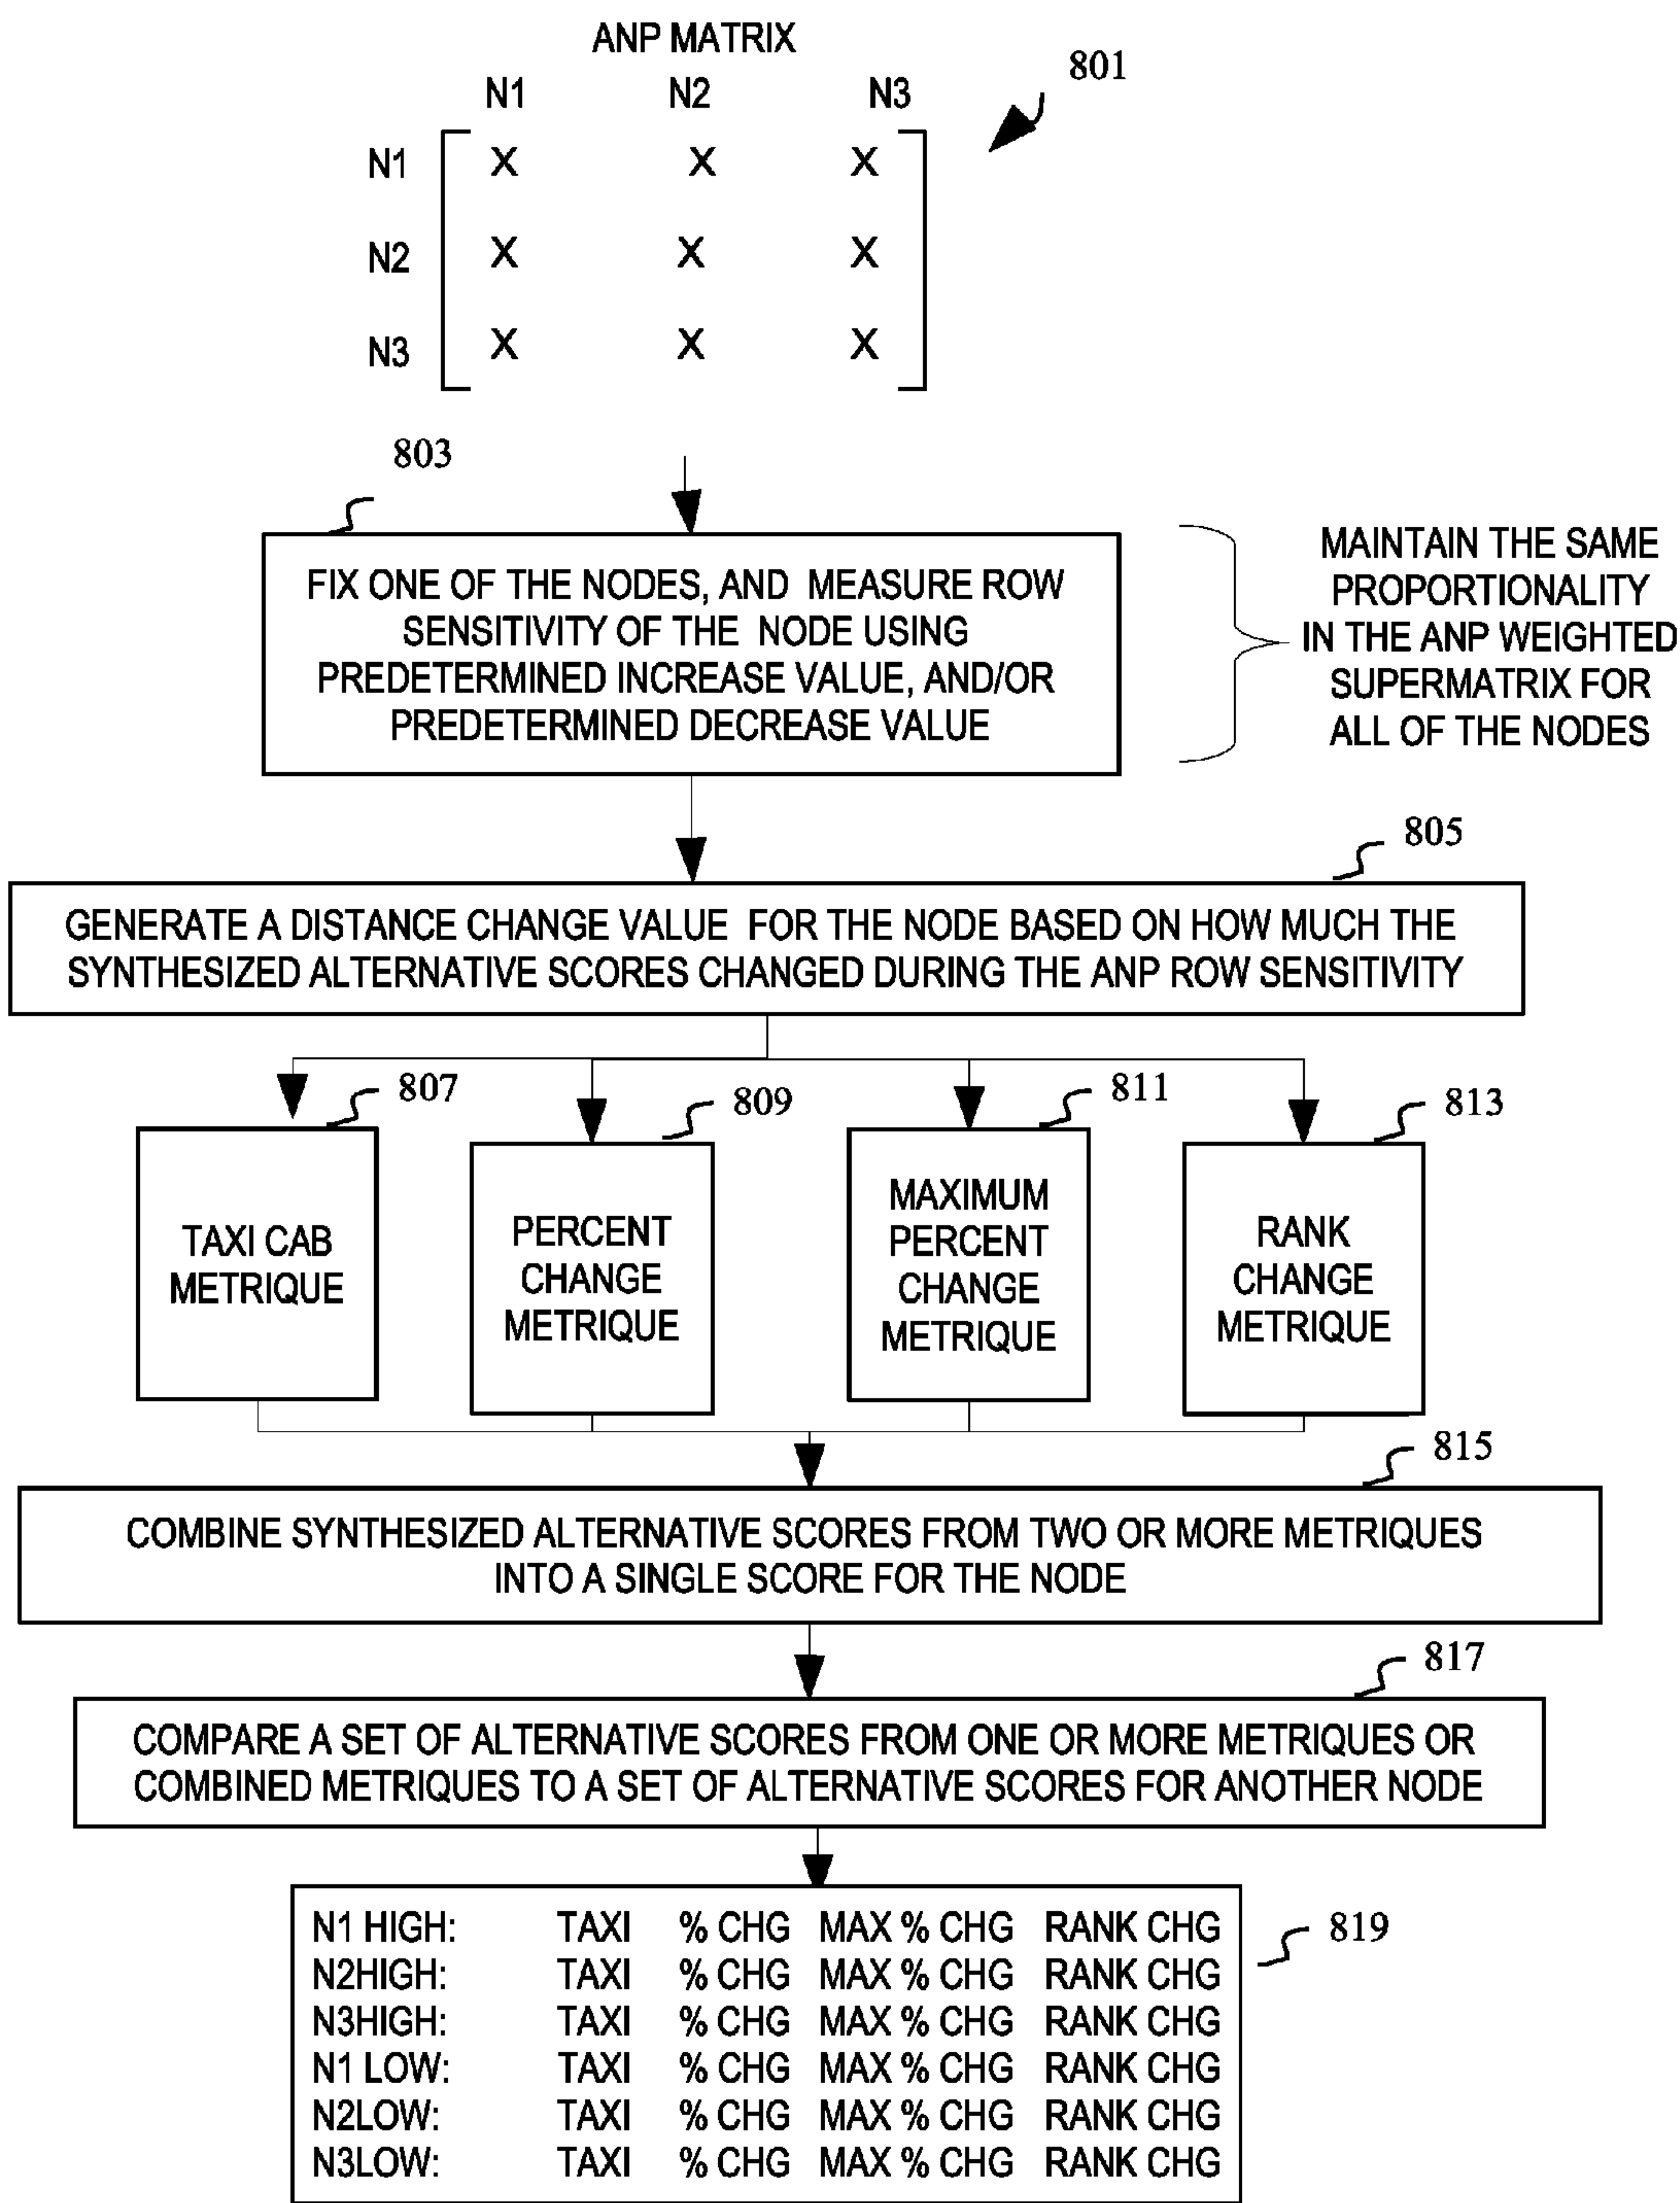 ANP MATRIX
801
N1 N2 N3
N1 X X X
N2 X X X
N3 X X X
803
FIX ONE OF THE NODES, AND MEASURE ROW
SENSITIVITY OF THE NODE USING
PREDETERMINED INCREASE VALUE, AND/OR
PREDETERMINED DECREASE VALUE
MAINTAIN THE SAME
PROPORTIONALITY
IN THE ANP WEIGHTED
SUPERMATRIX FOR
ALL OF THE NODES
805
GENERATE A DISTANCE CHANGE VALUE FOR THE NODE BASED ON HOW MUCH THE
SYNTHESIZED ALTERNATIVE SCORES CHANGED DURING THE ANP ROW SENSITIVITY
807
TAXI CAB
METRIQUE
809
PERCENT
CHANGE
METRIQUE
811
MAXIMUM
PERCENT
CHANGE
METRIQUE
813
RANK
CHANGE
METRIQUE
815
COMBINE SYNTHESIZED ALTERNATIVE SCORES FROM TWO OR MORE METRIQUES
INTO A SINGLE SCORE FOR THE NODE
817
COMPARE A SET OF ALTERNATIVE SCORES FROM ONE OR MORE METRIQUES OR
COMBINED METRIQUES TO A SET OF ALTERNATIVE SCORES FOR ANOTHER NODE
819
N1 HIGH: TAXI % CHG MAX % CHG RANK CHG
N2HIGH: TAXI % CHG MAX % CHG RANK CHG
N3HIGH: TAXI % CHG MAX % CHG RANK CHG
N1 LOW: TAXI % CHG MAX % CHG RANK CHG
N2LOW: TAXI % CHG MAX % CHG RANK CHG
N3LOW: TAXI % CHG MAX % CHG RANK CHG